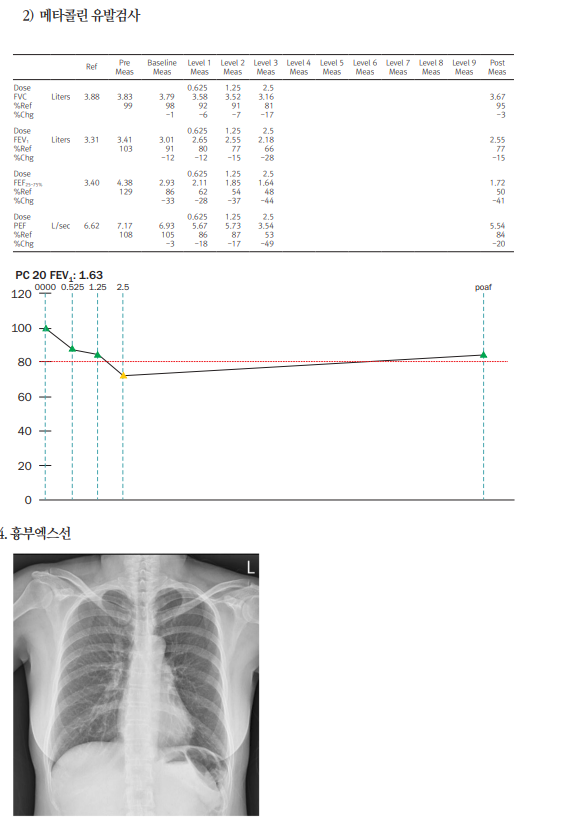 2) 메타콜린 유발검사
Ref Pre Meas Baseline Meas Level 1 Meas Level 2 Meas Level 3 Meas Level 4 Meas Level 5 Meas Level 6 Meas Level 7 Meas Level 8 Meas Level 9 Meas Post Meas
Dose 0.625 1.25 2.5
FVC Liters 3.88 3.83 3.79 3.58 3.52 3.16 3.67
%Ref 99 98 92 91 81 95
%Chg −1 −6 −7 −17 −3
Dose 0.625 1.25 2.5
FEV₁ Liters 3.31 3.41 3.01 2.65 2.55 2.18 2.55
%Ref 103 91 80 77 66 77
%Chg −12 −12 −15 −28 −15
Dose 0.625 1.25 2.5
FEF25-75% 3.40 4.38 2.93 2.11 1.85 1.64 1.72
%Ref 129 86 62 54 48 50
%Chg −33 −28 −37 −44 −41
Dose 0.625 1.25 2.5
PEF L/sec 6.62 7.17 6.93 5.67 5.73 3.54 5.54
%Ref 108 105 86 87 53 84
%Chg −3 −18 −17 −49 −20
PC 20 FEV₁: 1.63
0000 0.525 1.25 2.5 poaf
120
100
80
60
40
20
0
4. 흉부엑스선
L